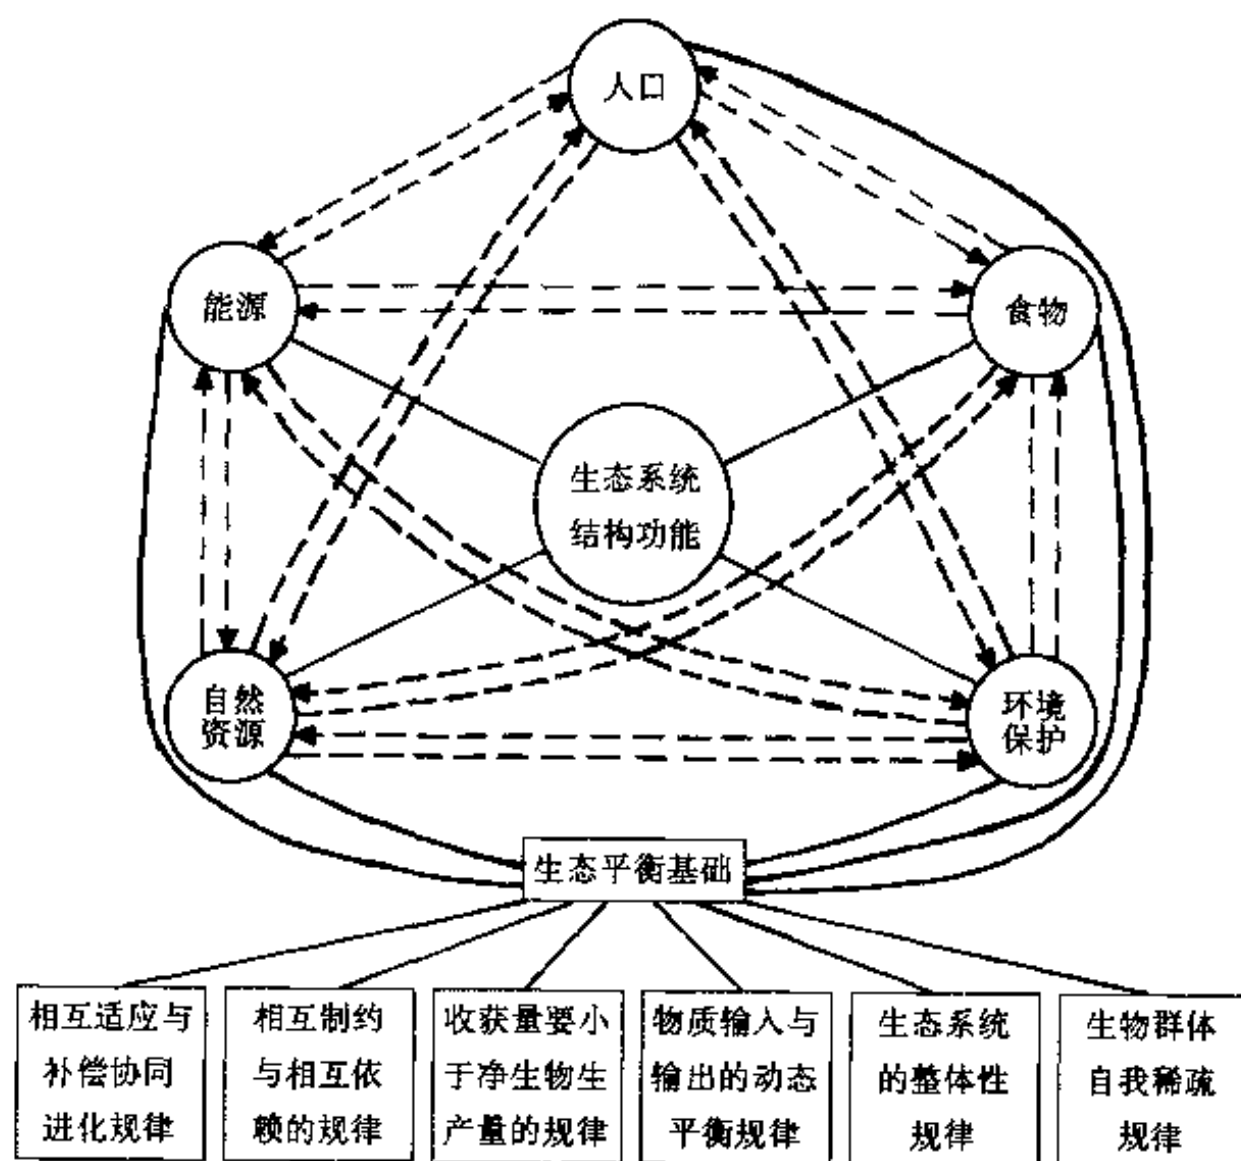 人口
能源
食物
生态系统
结构功能
自然
资源
环境
保护
生态平衡基础
相互适应与
补偿协同
进化规律
相互制约
与相互依
赖的规律
收获量要小
于净生物生
产量的规律
物质输入与
输出的动态
平衡规律
生态系统
的整体性
规律
生物群体
自我稀疏
规律